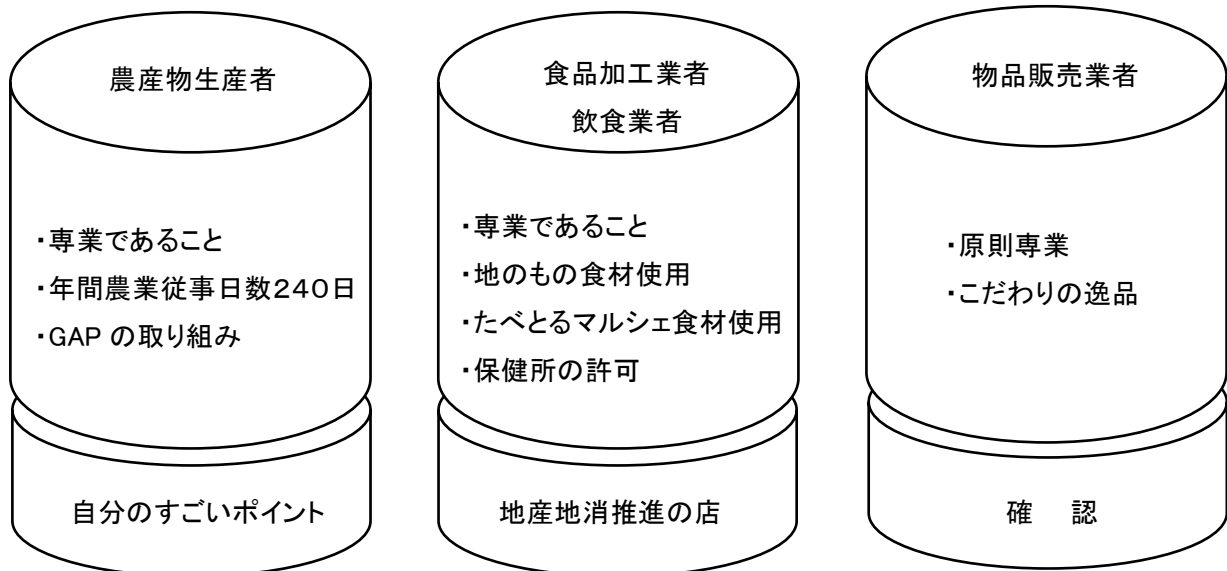 農産物生産者
・専業であること
・年間農業従事日数240日
・GAP の取り組み
自分のすごいポイント
食品加工業者
飲食業者
・専業であること
・地のもの食材使用
・たべとるマルシェ食材使用
・保健所の許可
地産地消推進の店
物品販売業者
・原則専業
・こだわりの逸品
確　認